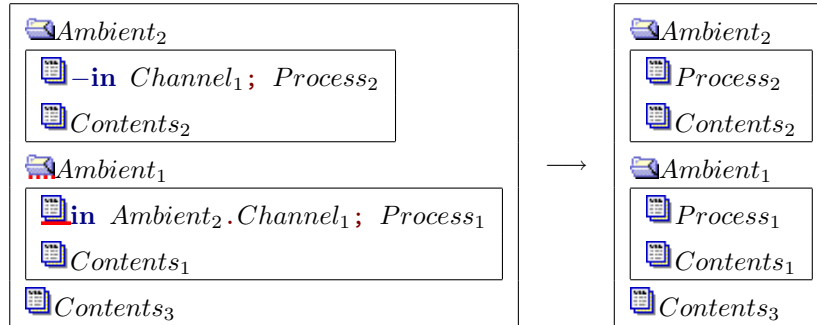 Ambient₂
–in Channel₁; Process₂
Contents₂
Ambient₁
in Ambient₂.Channel₁; Process₁
Contents₁
Contents₃
⟶
Ambient₂
Process₂
Contents₂
Ambient₁
Process₁
Contents₁
Contents₃